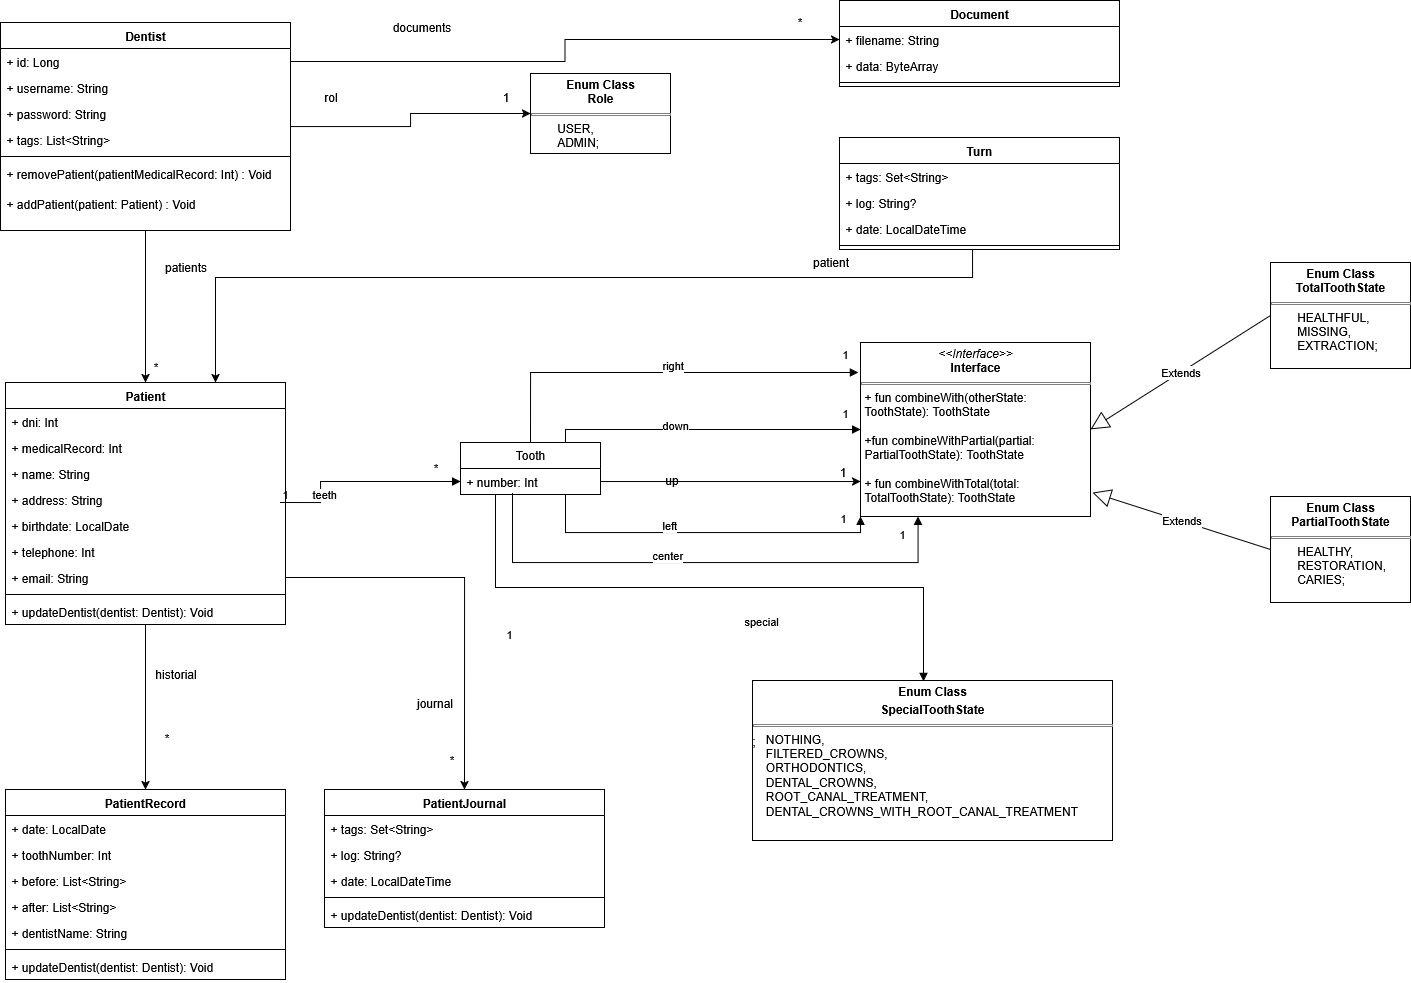 Dentist
+ id: Long
+ username: String
+ password: String
+ tags: List<String>
+ removePatient(patientMedicalRecord: Int) : Void
+ addPatient(patient: Patient) : Void
documents
*
Document
+ filename: String
+ data: ByteArray
rol
1
Enum Class
Role
USER,
ADMIN;
Turn
+ tags: Set<String>
+ log: String?
+ date: LocalDateTime
patients
*
patient
Enum Class
TotalToothState
HEALTHFUL,
MISSING,
EXTRACTION;
Extends
Patient
+ dni: Int
+ medicalRecord: Int
+ name: String
+ address: String
+ birthdate: LocalDate
+ telephone: Int
+ email: String
+ updateDentist(dentist: Dentist): Void
1
teeth
*
Tooth
+ number: Int
right
1
down
1
up
1
left
1
center
1
<<Interface>>
Interface
+ fun combineWith(otherState:
ToothState): ToothState
+fun combineWithPartial(partial:
PartialToothState): ToothState
+ fun combineWithTotal(total:
TotalToothState): ToothState
Extends
Enum Class
PartialToothState
HEALTHY,
RESTORATION,
CARIES;
special
1
historial
*
journal
*
Enum Class
SpecialToothState
; NOTHING,
FILTERED_CROWNS,
ORTHODONTICS,
DENTAL_CROWNS,
ROOT_CANAL_TREATMENT,
DENTAL_CROWNS_WITH_ROOT_CANAL_TREATMENT
PatientRecord
+ date: LocalDate
+ toothNumber: Int
+ before: List<String>
+ after: List<String>
+ dentistName: String
+ updateDentist(dentist: Dentist): Void
PatientJournal
+ tags: Set<String>
+ log: String?
+ date: LocalDateTime
+ updateDentist(dentist: Dentist): Void